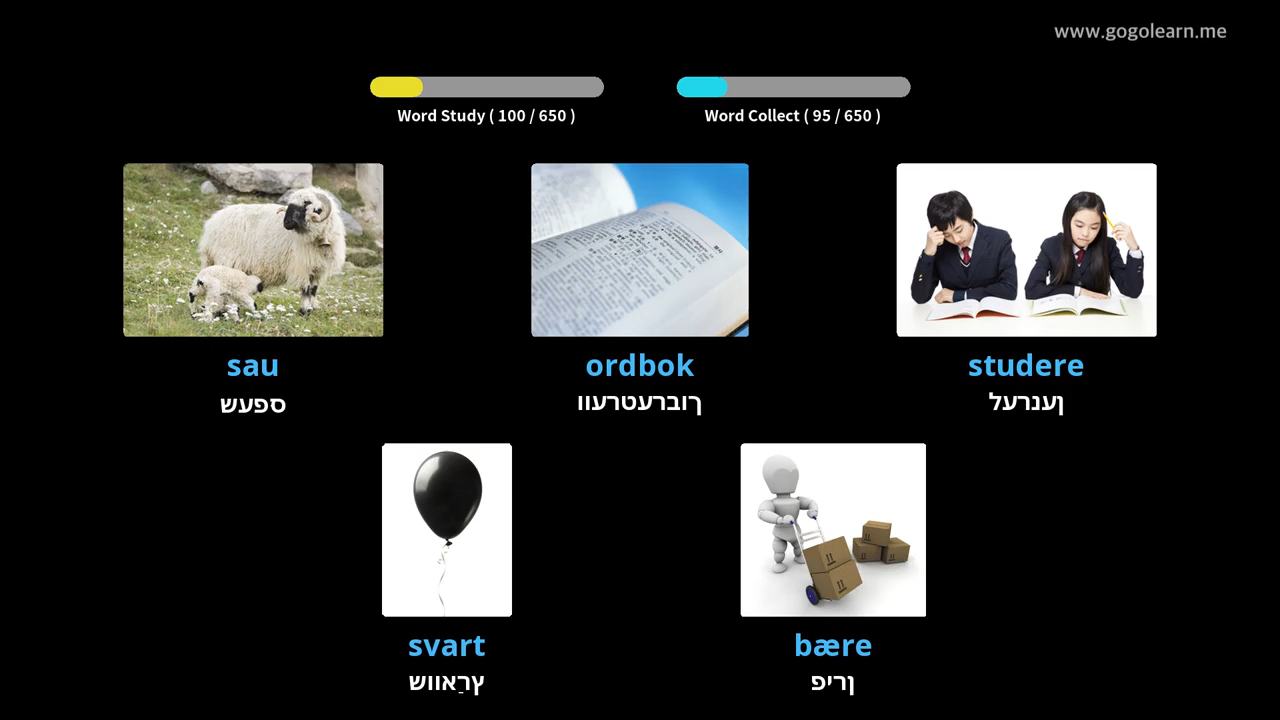 www.gogolearn.me
Word Study ( 100 / 650 )
Word Collect ( 95 / 650 )
sau
שעפס
ordbok
ווערטערבוך
studere
לערנען
svart
שוואַרץ
bære
פירן